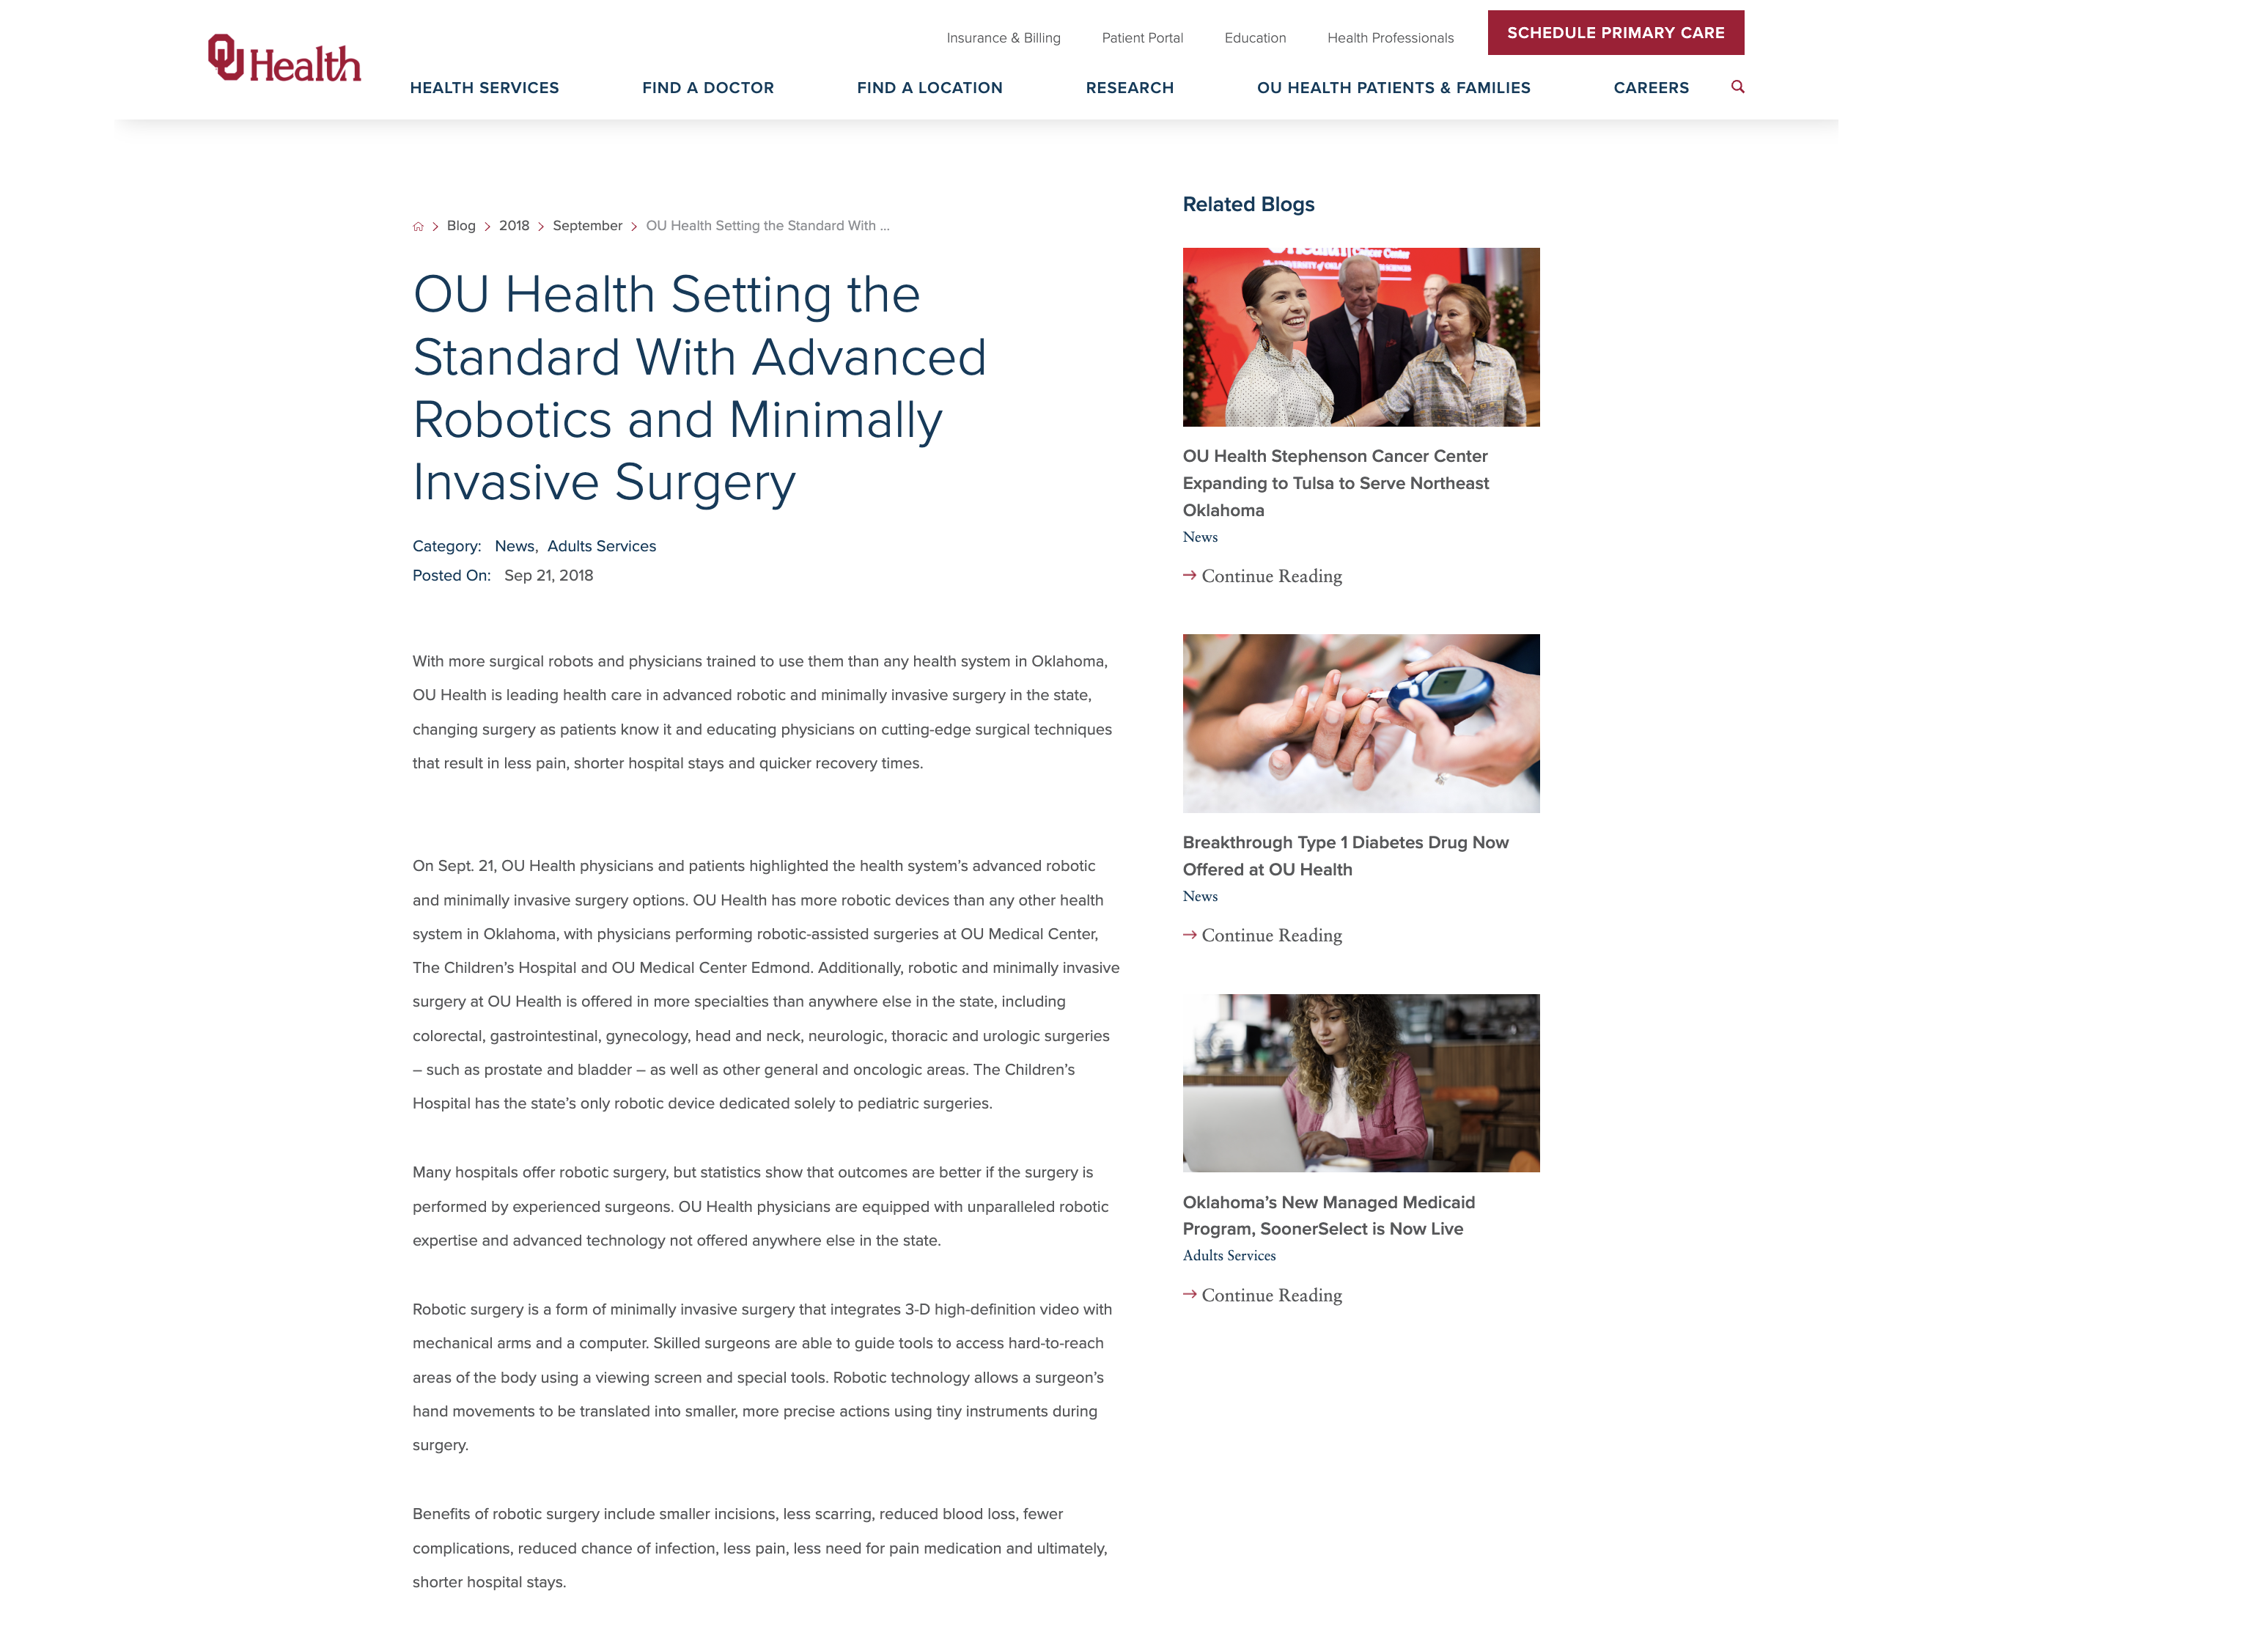 Insurance & Billing
Patient Portal
Education
Health Professionals
SCHEDULE PRIMARY CARE
OU Health
HEALTH SERVICES
FIND A DOCTOR
FIND A LOCATION
RESEARCH
OU HEALTH PATIENTS & FAMILIES
CAREERS
Blog > 2018 > September > OU Health Setting the Standard With ...
OU Health Setting the
Standard With Advanced
Robotics and Minimally
Invasive Surgery
Category: News, Adults Services
Posted On: Sep 21, 2018
With more surgical robots and physicians trained to use them than any health system in Oklahoma,
OU Health is leading health care in advanced robotic and minimally invasive surgery in the state,
changing surgery as patients know it and educating physicians on cutting-edge surgical techniques
that result in less pain, shorter hospital stays and quicker recovery times.
On Sept. 21, OU Health physicians and patients highlighted the health system’s advanced robotic
and minimally invasive surgery options. OU Health has more robotic devices than any other health
system in Oklahoma, with physicians performing robotic-assisted surgeries at OU Medical Center,
The Children’s Hospital and OU Medical Center Edmond. Additionally, robotic and minimally invasive
surgery at OU Health is offered in more specialties than anywhere else in the state, including
colorectal, gastrointestinal, gynecology, head and neck, neurologic, thoracic and urologic surgeries
– such as prostate and bladder – as well as other general and oncologic areas. The Children’s
Hospital has the state’s only robotic device dedicated solely to pediatric surgeries.
Many hospitals offer robotic surgery, but statistics show that outcomes are better if the surgery is
performed by experienced surgeons. OU Health physicians are equipped with unparalleled robotic
expertise and advanced technology not offered anywhere else in the state.
Robotic surgery is a form of minimally invasive surgery that integrates 3-D high-definition video with
mechanical arms and a computer. Skilled surgeons are able to guide tools to access hard-to-reach
areas of the body using a viewing screen and special tools. Robotic technology allows a surgeon’s
hand movements to be translated into smaller, more precise actions using tiny instruments during
surgery.
Benefits of robotic surgery include smaller incisions, less scarring, reduced blood loss, fewer
complications, reduced chance of infection, less pain, less need for pain medication and ultimately,
shorter hospital stays.
Related Blogs
OU Health Stephenson Cancer Center
Expanding to Tulsa to Serve Northeast
Oklahoma
News
→ Continue Reading
Breakthrough Type 1 Diabetes Drug Now
Offered at OU Health
News
→ Continue Reading
Oklahoma’s New Managed Medicaid
Program, SoonerSelect is Now Live
Adults Services
→ Continue Reading